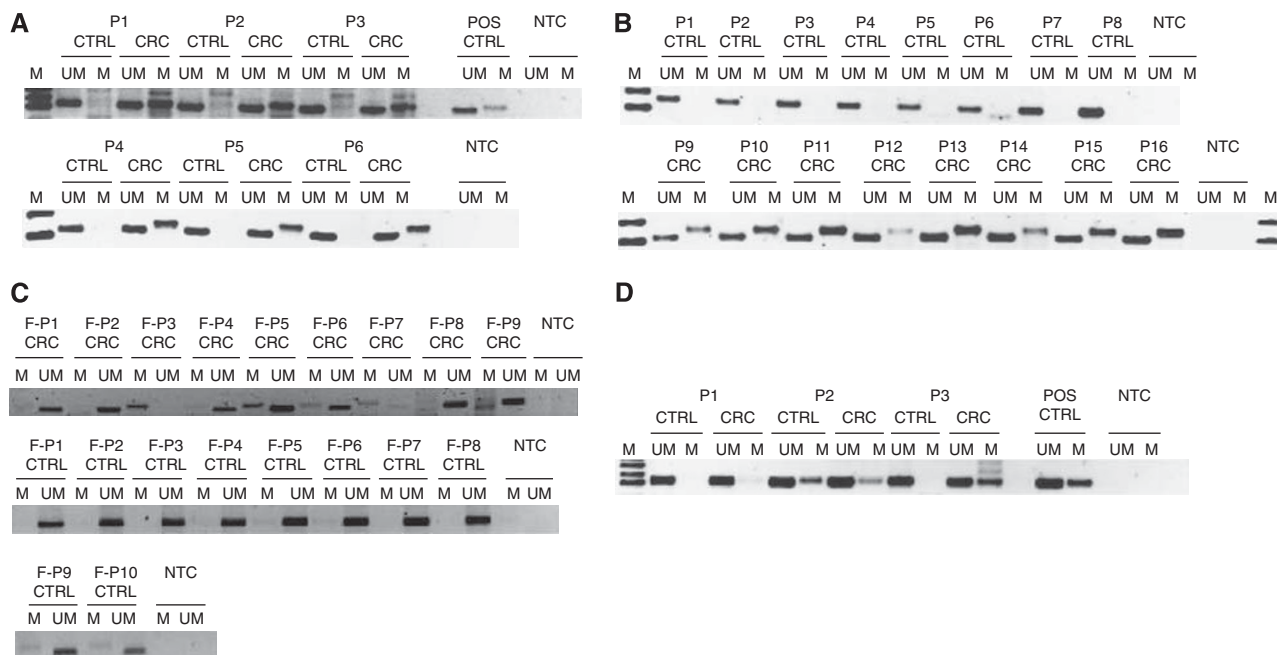 A
P1 P2 P3 POS NTC
CTRL CRC CTRL CRC CTRL CRC CTRL
M UM M UM M UM M UM M UM M UM M UM M UM M
P4 P5 P6 NTC
CTRL CRC CTRL CRC CTRL CRC
M UM M UM M UM M UM M UM M UM M UM M
B
P1 P2 P3 P4 P5 P6 P7 P8 NTC
CTRL CTRL CTRL CTRL CTRL CTRL CTRL CTRL
M UM M UM M UM M UM M UM M UM M UM M UM M UM M
P9 P10 P11 P12 P13 P14 P15 P16 NTC
CRC CRC CRC CRC CRC CRC CRC CRC
M UM M UM M UM M UM M UM M UM M UM M UM M UM M M
C
F-P1 F-P2 F-P3 F-P4 F-P5 F-P6 F-P7 F-P8 F-P9 NTC
CRC CRC CRC CRC CRC CRC CRC CRC CRC
M UM M UM M UM M UM M UM M UM M UM M UM M UM M UM
F-P1 F-P2 F-P3 F-P4 F-P5 F-P6 F-P7 F-P8 NTC
CTRL CTRL CTRL CTRL CTRL CTRL CTRL CTRL
M UM M UM M UM M UM M UM M UM M UM M UM M UM
F-P9 F-P10 NTC
CTRL CTRL
M UM M UM M UM
D
P1 P2 P3 POS NTC
CTRL CRC CTRL CRC CTRL CRC CTRL
M UM M UM M UM M UM M UM M UM M UM M UM M